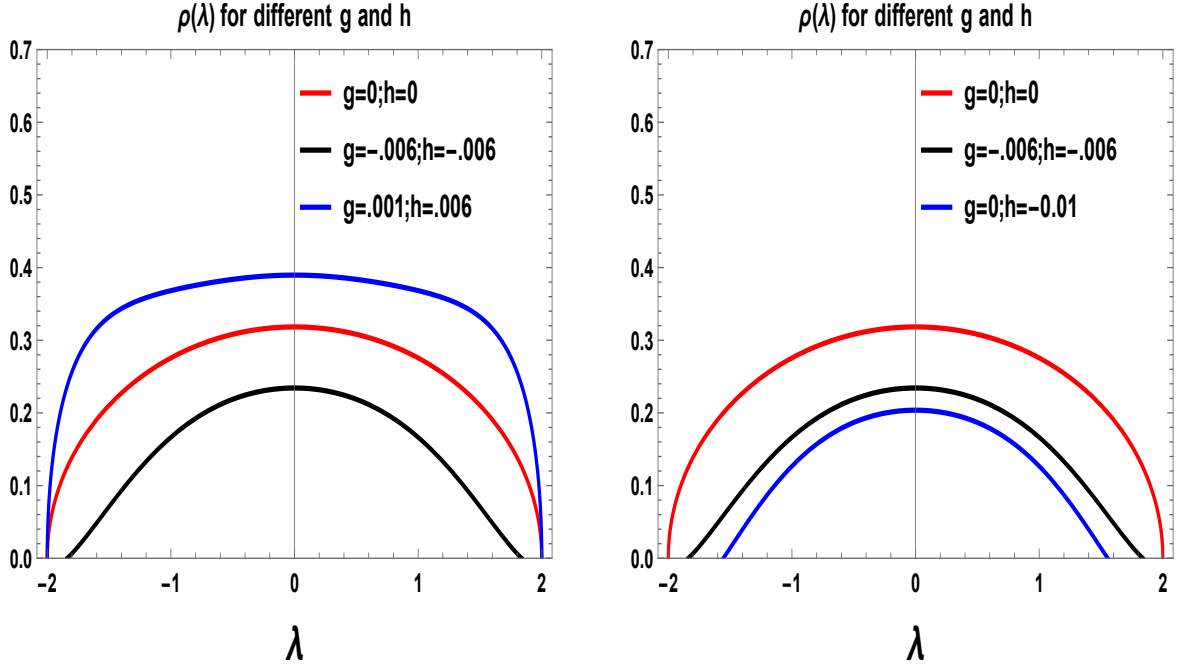 ρ(λ) for different g and h
0.7
0.6
0.5
0.4
0.3
0.2
0.1
0.0
−2
−1
0
1
2
λ
g=0;h=0
g=−.006;h=−.006
g=.001;h=.006
ρ(λ) for different g and h
0.7
0.6
0.5
0.4
0.3
0.2
0.1
0.0
−2
−1
0
1
2
λ
g=0;h=0
g=−.006;h=−.006
g=0;h=−0.01